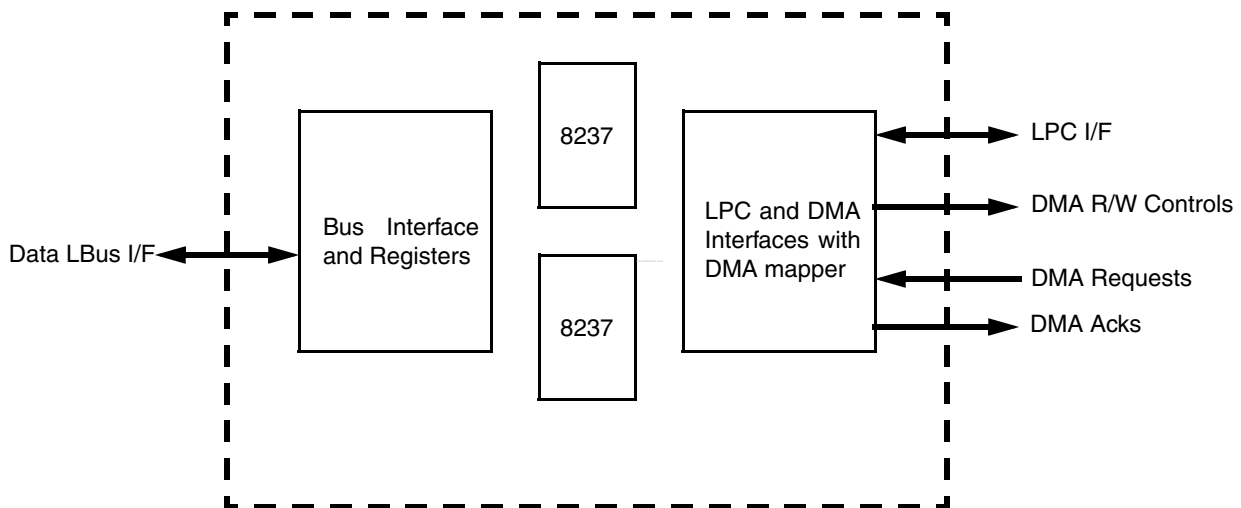 8237
Bus Interface
and Registers
8237
LPC and DMA
Interfaces with
DMA mapper
Data LBus I/F
LPC I/F
DMA R/W Controls
DMA Requests
DMA Acks